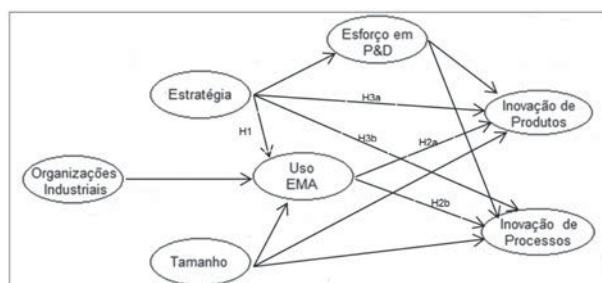 Esforço em
P&D
Estratégia
H3a
Inovação de
Produtos
H1
H3b
H2a
Organizações
Industriais
Uso
EMA
H2b
Inovação de
Processos
Tamanho